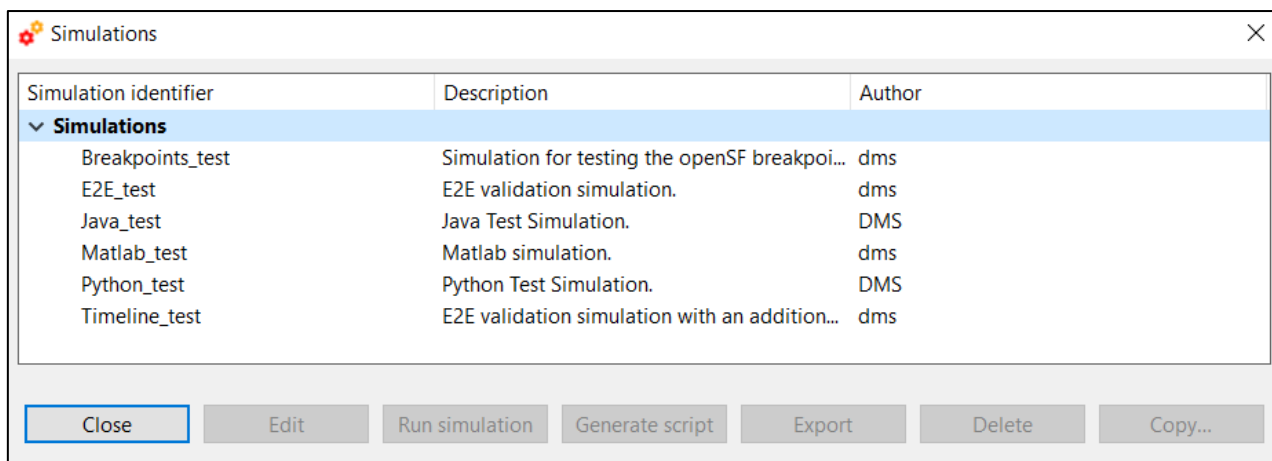 Simulations
Simulation identifier Description Author
Simulations
Breakpoints_test Simulation for testing the openSF breakpoi... dms
E2E_test E2E validation simulation. dms
Java_test Java Test Simulation. DMS
Matlab_test Matlab simulation. dms
Python_test Python Test Simulation. DMS
Timeline_test E2E validation simulation with an addition... dms
Close Edit Run simulation Generate script Export Delete Copy...